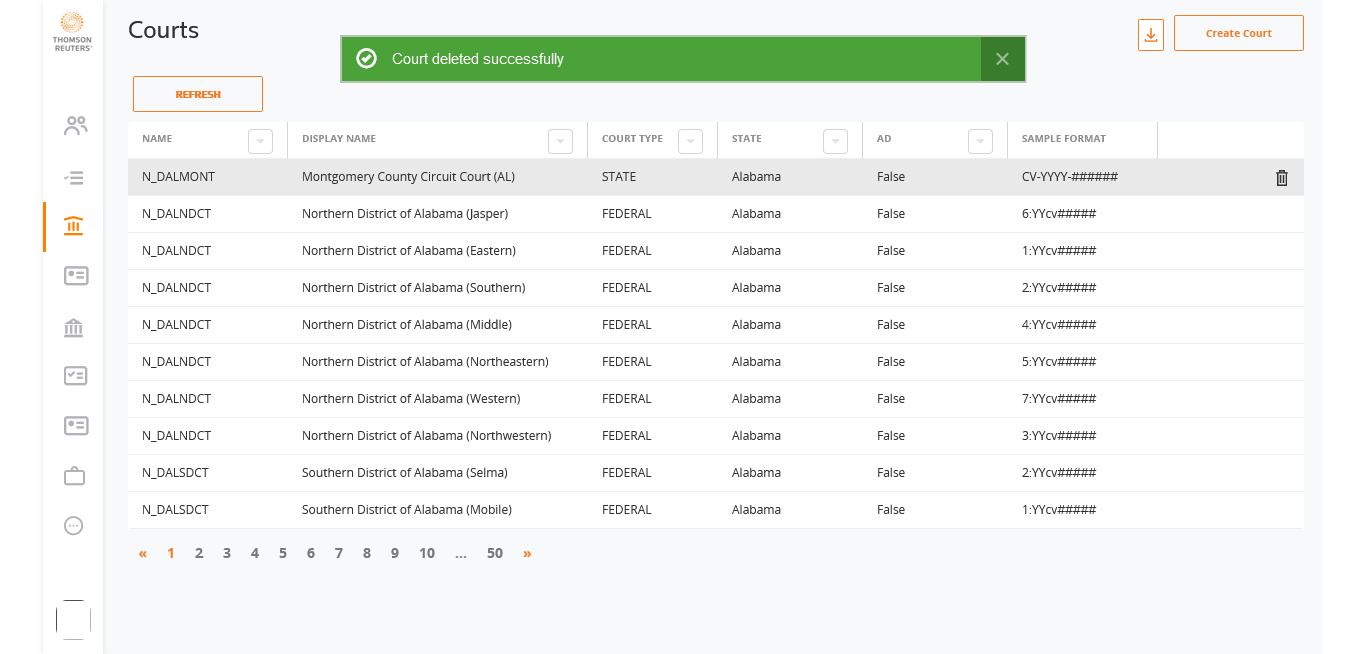 THOMSON
REUTERS®
Courts
Court deleted successfully
Create Court
REFRESH
NAME DISPLAY NAME COURT TYPE STATE AD SAMPLE FORMAT
N_DALMONT Montgomery County Circuit Court (AL) STATE Alabama False CV-YYYY-######
N_DALNDCT Northern District of Alabama (Jasper) FEDERAL Alabama False 6:YYcv#####
N_DALNDCT Northern District of Alabama (Eastern) FEDERAL Alabama False 1:YYcv#####
N_DALNDCT Northern District of Alabama (Southern) FEDERAL Alabama False 2:YYcv#####
N_DALNDCT Northern District of Alabama (Middle) FEDERAL Alabama False 4:YYcv#####
N_DALNDCT Northern District of Alabama (Northeastern) FEDERAL Alabama False 5:YYcv#####
N_DALNDCT Northern District of Alabama (Western) FEDERAL Alabama False 7:YYcv#####
N_DALNDCT Northern District of Alabama (Northwestern) FEDERAL Alabama False 3:YYcv#####
N_DALSDCT Southern District of Alabama (Selma) FEDERAL Alabama False 2:YYcv#####
N_DALSDCT Southern District of Alabama (Mobile) FEDERAL Alabama False 1:YYcv#####
« 1 2 3 4 5 6 7 8 9 10 ... 50 »